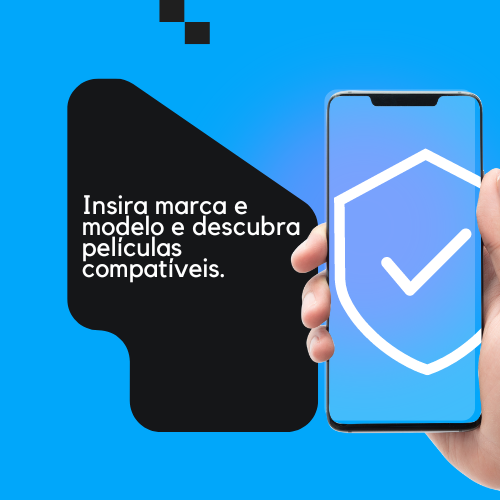 Insira marca e
modelo e descubra
películas
compatíveis.